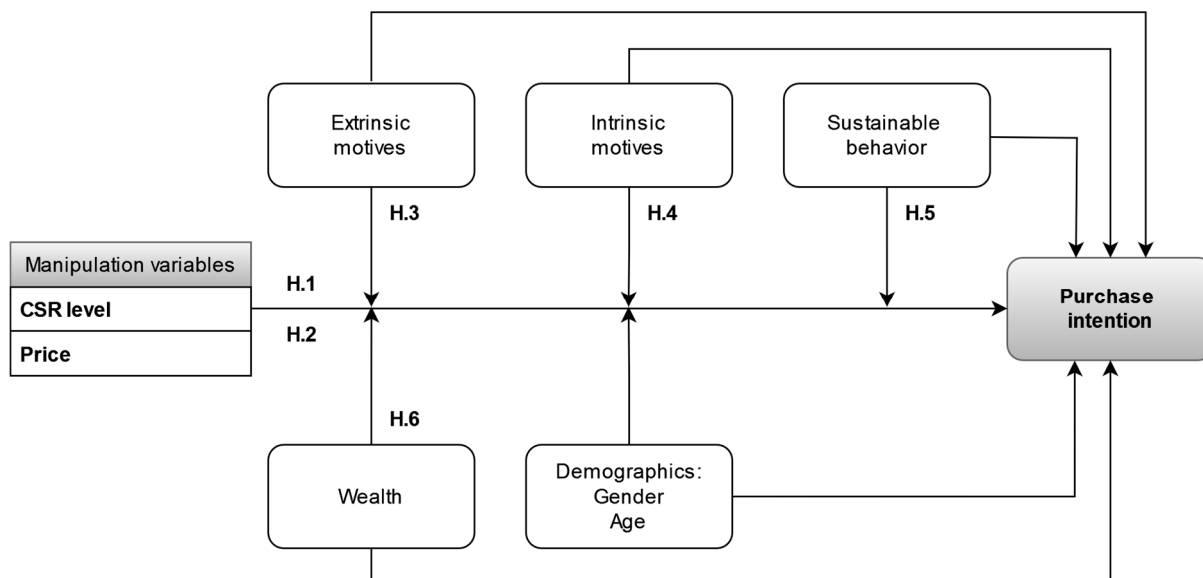 Extrinsic
motives
Intrinsic
motives
Sustainable
behavior
H.3
H.4
H.5
Manipulation variables
CSR level
Price
H.1
H.2
Purchase
intention
H.6
Wealth
Demographics:
Gender
Age